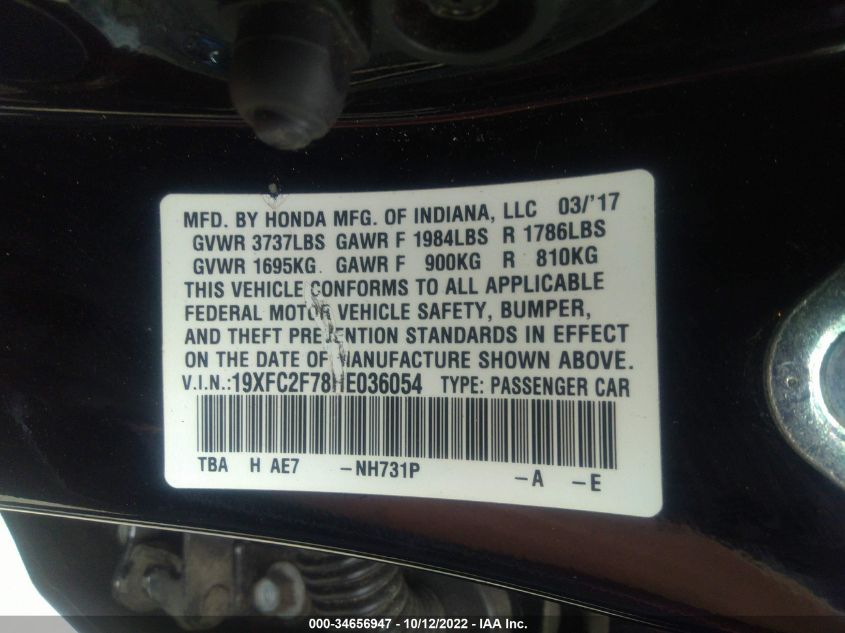 MFD. BY HONDA MFG. OF INDIANA, LLC 03/'17
GVWR 3737LBS GAWR F 1984LBS R 1786LBS
GVWR 1695KG GAWR F 900KG R 810KG
THIS VEHICLE CONFORMS TO ALL APPLICABLE
FEDERAL MOTOR VEHICLE SAFETY, BUMPER,
AND THEFT PREVENTION STANDARDS IN EFFECT
ON THE DATE OF MANUFACTURE SHOWN ABOVE.
V.I.N.:19XFC2F78HE036054 TYPE: PASSENGER CAR
TBA H AE7 -NH731P -A -E
000-34656947 - 10/12/2022 - IAA Inc.